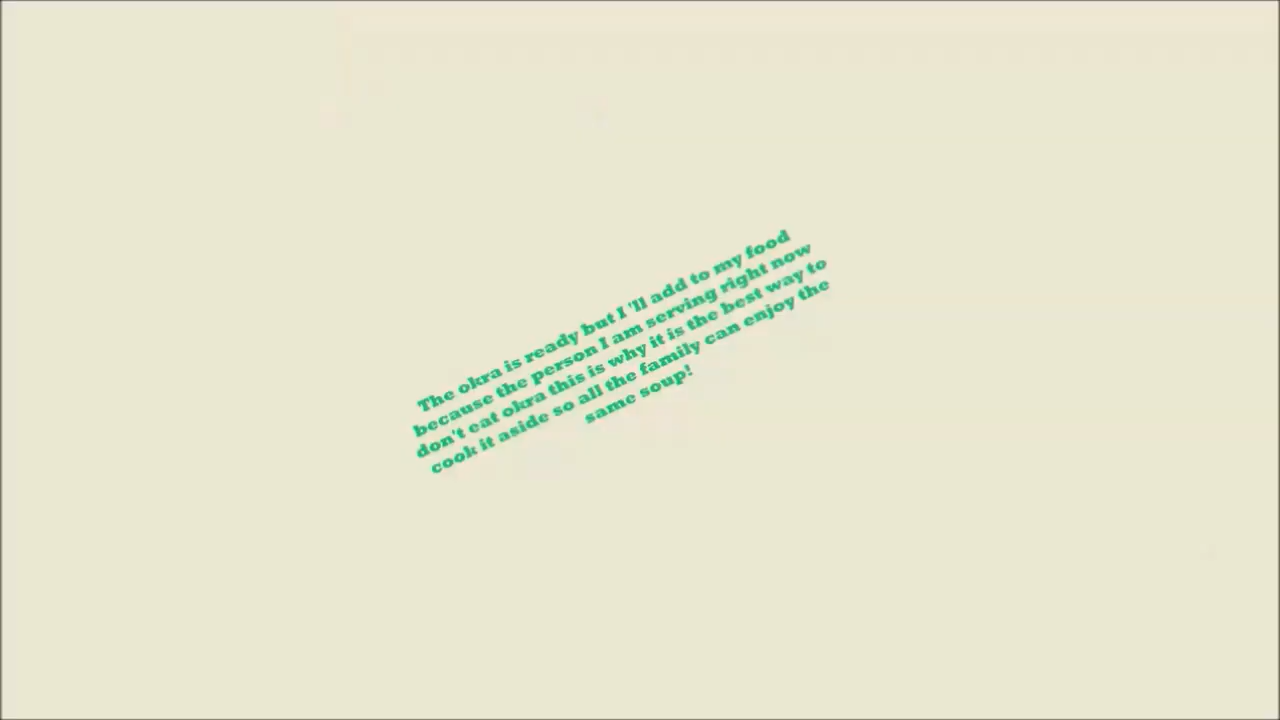 The okra is ready but I 'll add to my food
because the person I am serving right now
don't eat okra this is why it is the best way to
cook it aside so all the family can enjoy the
same soup!